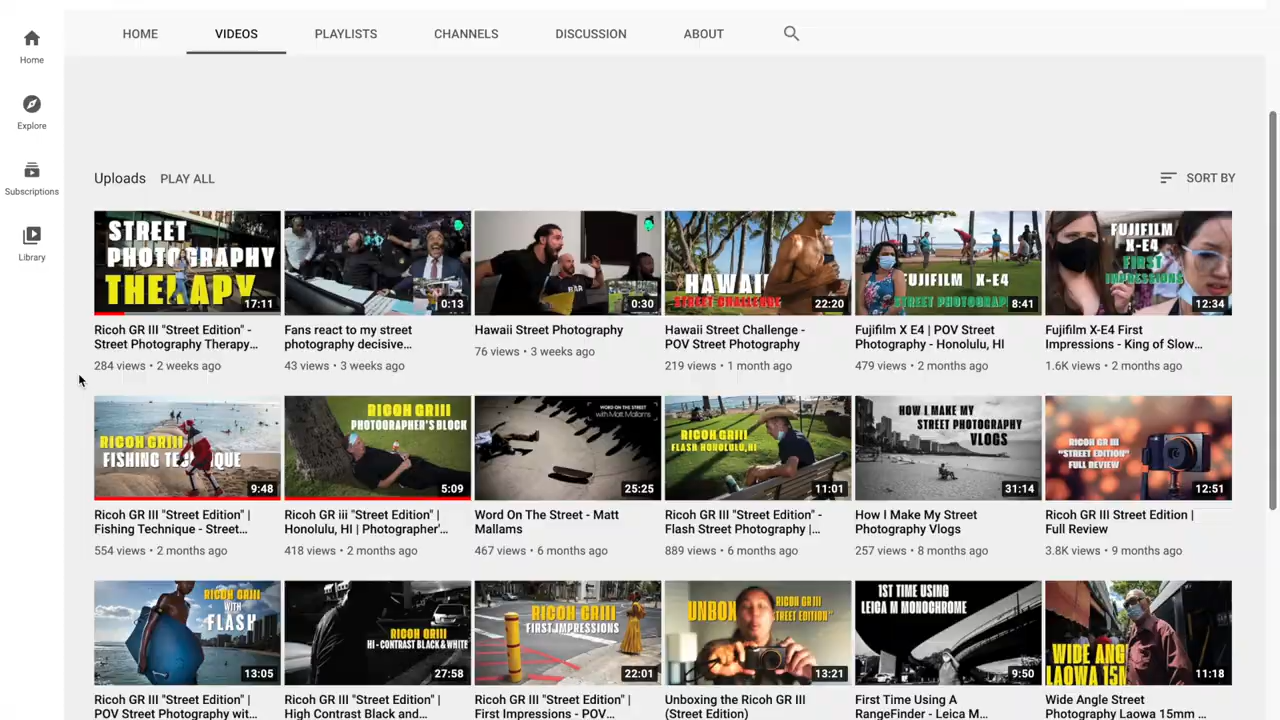 HOME VIDEOS PLAYLISTS CHANNELS DISCUSSION ABOUT
Home
Explore
Subscriptions
Library
Uploads PLAY ALL SORT BY
STREET
PHOTOGRAPHY
THERAPY
17:11
0:13
0:30
HAWAII
STREET CHALLENGE
22:20
FUJIFILM X-E4
STREET PHOTOGRAP
8:41
FUJIFILM
X-E4
FIRST
IMPRESSIONS
12:34
Ricoh GR III "Street Edition" -
Street Photography Therapy...
284 views • 2 weeks ago
Fans react to my street
photography decisive...
43 views • 3 weeks ago
Hawaii Street Photography
76 views • 3 weeks ago
Hawaii Street Challenge -
POV Street Photography
219 views • 1 month ago
Fujifilm X E4 | POV Street
Photography - Honolulu, HI
479 views • 2 months ago
Fujifilm X-E4 First
Impressions - King of Slow...
1.6K views • 2 months ago
RICOH GRIII
FISHING TECHNIQUE
9:48
RICOH GRIII
PHOTOGRAPHER'S BLOCK
5:09
WORD ON THE STREET
with Matt Mallams
25:25
RICOH GRIII
FLASH HONOLULU,HI
11:01
HOW I MAKE MY
STREET PHOTOGRAPHY
VLOGS
31:14
RICOH GR III
"STREET EDITION"
FULL REVIEW
12:51
Ricoh GR III "Street Edition" |
Fishing Technique - Street...
554 views • 2 months ago
Ricoh GR iii "Street Edition" |
Honolulu, HI | Photographer'...
418 views • 2 months ago
Word On The Street - Matt
Mallams
467 views • 6 months ago
Ricoh GR III "Street Edition" -
Flash Street Photography |...
889 views • 6 months ago
How I Make My Street
Photography Vlogs
257 views • 8 months ago
Ricoh GR III Street Edition |
Full Review
3.8K views • 9 months ago
RICOH GRIII
WITH
FLASH
13:05
RICOH GRIII
HI-CONTRAST BLACK & WHITE
27:58
RICOH GRIII
FIRST IMPRESSIONS
22:01
UNBOX
RICOH GR III
"STREET EDITION"
13:21
1ST TIME USING
LEICA M MONOCHROME
9:50
WIDE ANG
LAOWA 15MM
11:18
Ricoh GR III "Street Edition" |
POV Street Photography wit...
Ricoh GR III "Street Edition" |
High Contrast Black and...
Ricoh GR III "Street Edition" |
First Impressions - POV...
Unboxing the Ricoh GR III
(Street Edition)
First Time Using A
RangeFinder - Leica M...
Wide Angle Street
Photography Laowa 15mm ...